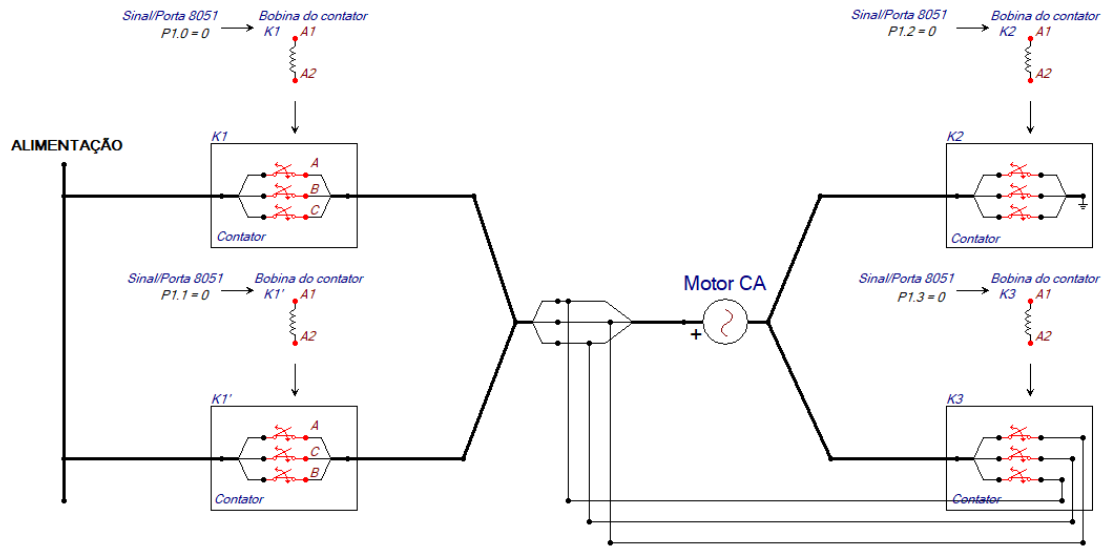 Sinal/Porta 8051
Bobina do contator
P1.0 = 0
K1
A1
A2
Sinal/Porta 8051
Bobina do contator
P1.2 = 0
K2
A1
A2
ALIMENTAÇÃO
K1
A
B
C
Contator
K2
Contator
Sinal/Porta 8051
Bobina do contator
P1.1 = 0
K1'
A1
A2
Motor CA
+
Sinal/Porta 8051
Bobina do contator
P1.3 = 0
K3
A1
A2
K1'
A
C
B
Contator
K3
Contator